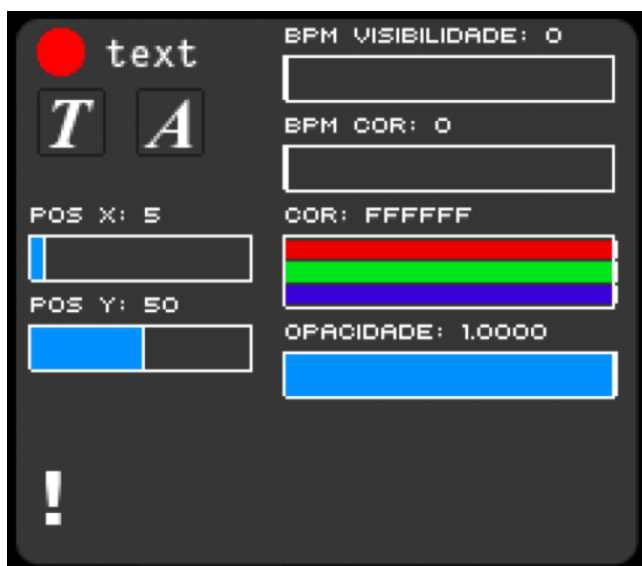 text
T A
POS X: 5
POS Y: 50
!
BPM VISIBILIDADE: 0
BPM COR: 0
COR: FFFFFF
OPACIDADE: 1.0000